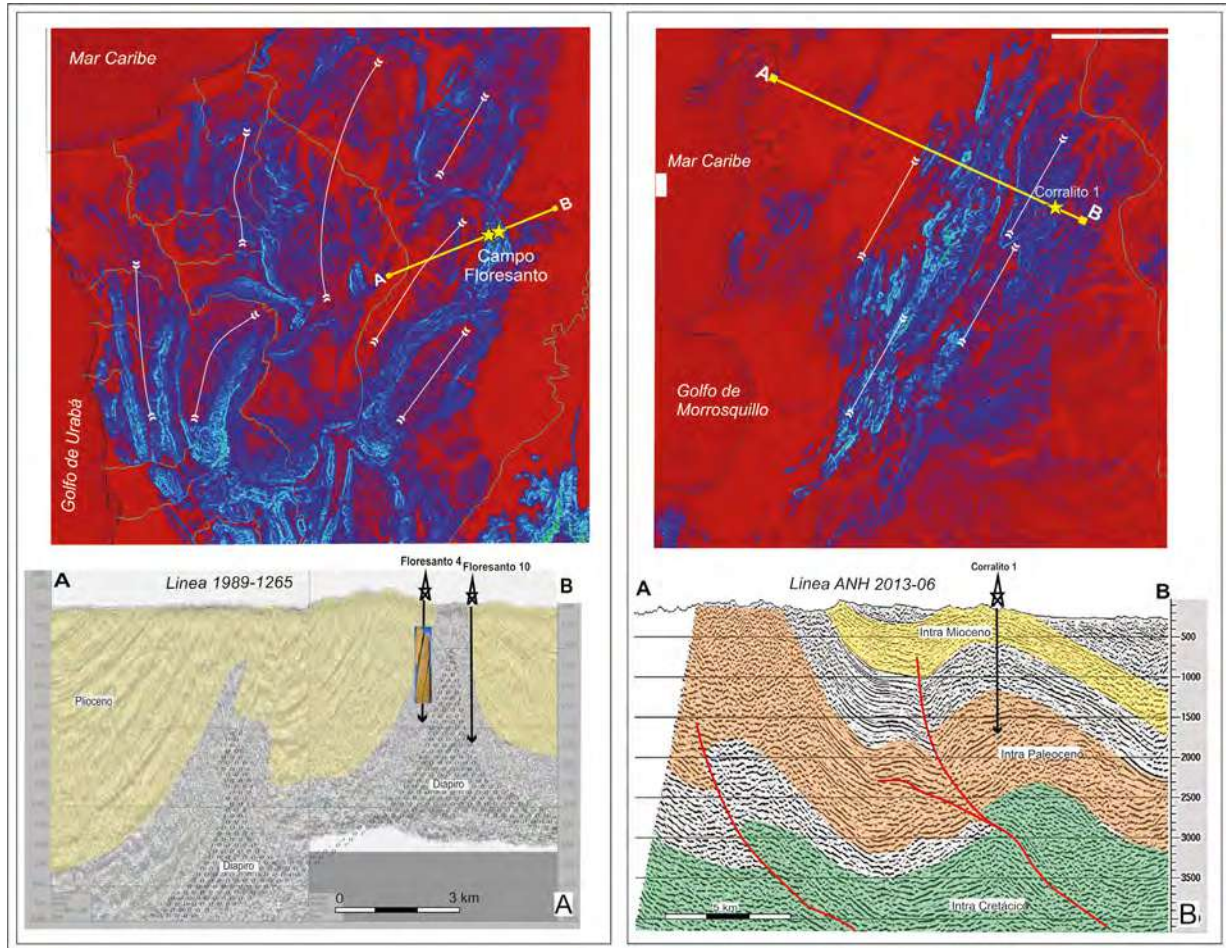 Mar Caribe
B
A
Campo
Floresanto
Golfo de Urabá
A
Linea 1989-1265
Floresanto 4
Floresanto 10
B
Plioceno
Diapiro
Diapiro
0
3 km
A
A
Mar Caribe
Corralito 1
B
Golfo de
Morrosquillo
A
Linea ANH 2013-06
Corralito 1
B
Intra Mioceno
500
1000
1500
Intra Paleoceno
2000
2500
3000
3500
Intra Cretácico
5 km
B